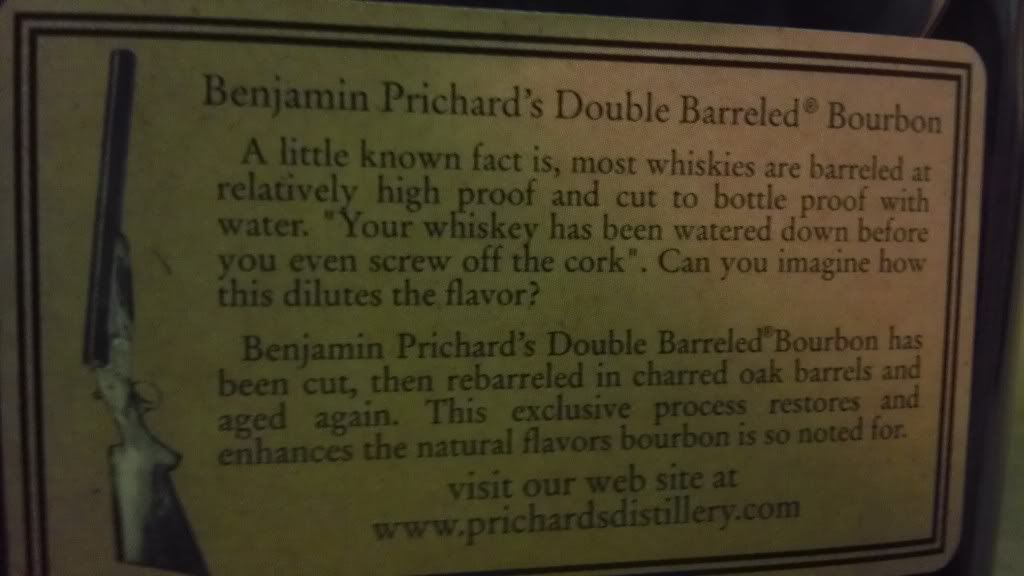 Benjamin Prichard's Double Barreled® Bourbon
A little known fact is, most whiskies are barreled at
relatively high proof and cut to bottle proof with
water. "Your whiskey has been watered down before
you even screw off the cork". Can you imagine how
this dilutes the flavor?
Benjamin Prichard's Double Barreled®Bourbon has
been cut, then rebarreled in charred oak barrels and
aged again. This exclusive process restores and
enhances the natural flavors bourbon is so noted for.
visit our web site at
www.prichardsdistillery.com